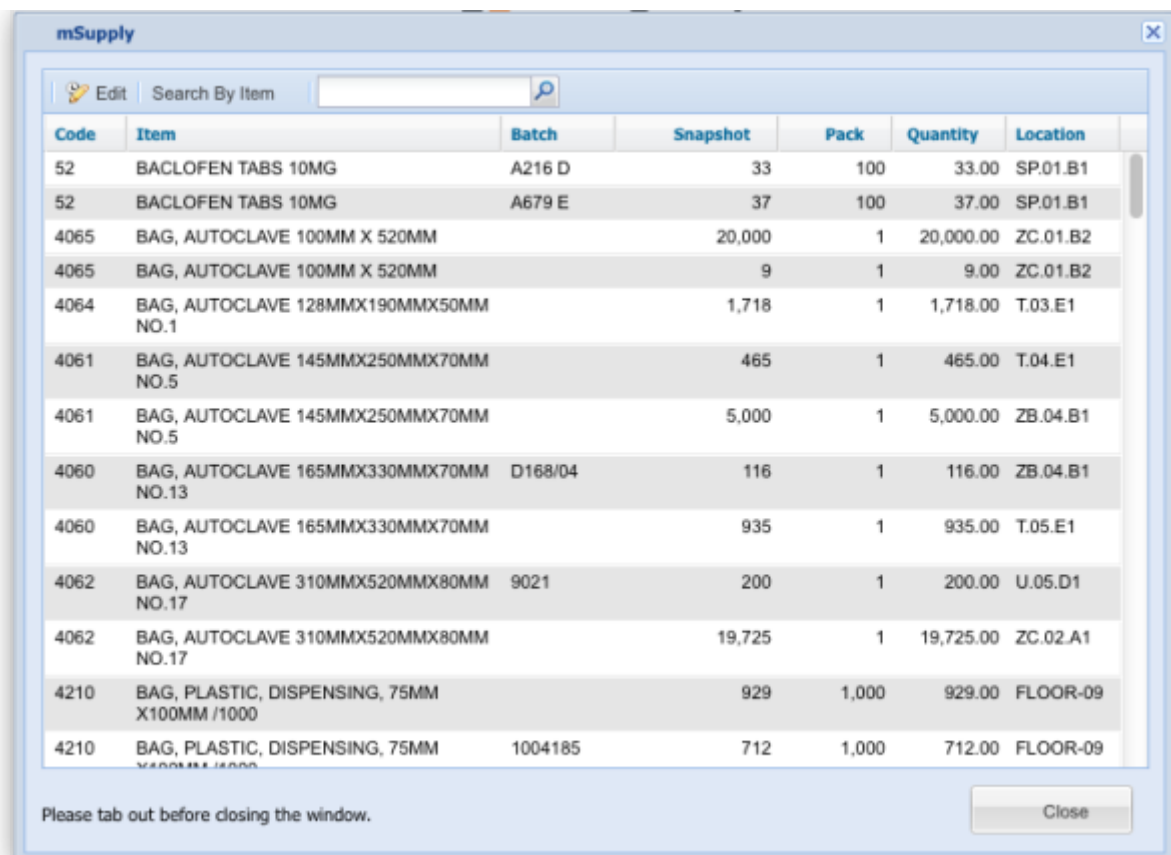 mSupply
Edit Search By Item
Code Item Batch Snapshot Pack Quantity Location
52 BACLOFEN TABS 10MG A216 D 33 100 33.00 SP.01.B1
52 BACLOFEN TABS 10MG A679 E 37 100 37.00 SP.01.B1
4065 BAG, AUTOCLAVE 100MM X 520MM 20,000 1 20,000.00 ZC.01.B2
4065 BAG, AUTOCLAVE 100MM X 520MM 9 1 9.00 ZC.01.B2
4064 BAG, AUTOCLAVE 128MMX190MMX50MM 1,718 1 1,718.00 T.03.E1
NO.1
4061 BAG, AUTOCLAVE 145MMX250MMX70MM 465 1 465.00 T.04.E1
NO.5
4061 BAG, AUTOCLAVE 145MMX250MMX70MM 5,000 1 5,000.00 ZB.04.B1
NO.5
4060 BAG, AUTOCLAVE 165MMX330MMX70MM D168/04 116 1 116.00 ZB.04.B1
NO.13
4060 BAG, AUTOCLAVE 165MMX330MMX70MM 935 1 935.00 T.05.E1
NO.13
4062 BAG, AUTOCLAVE 310MMX520MMX80MM 9021 200 1 200.00 U.05.D1
NO.17
4062 BAG, AUTOCLAVE 310MMX520MMX80MM 19,725 1 19,725.00 ZC.02.A1
NO.17
4210 BAG, PLASTIC, DISPENSING, 75MM 929 1,000 929.00 FLOOR-09
X100MM /1000
4210 BAG, PLASTIC, DISPENSING, 75MM 1004185 712 1,000 712.00 FLOOR-09
Please tab out before closing the window.
Close